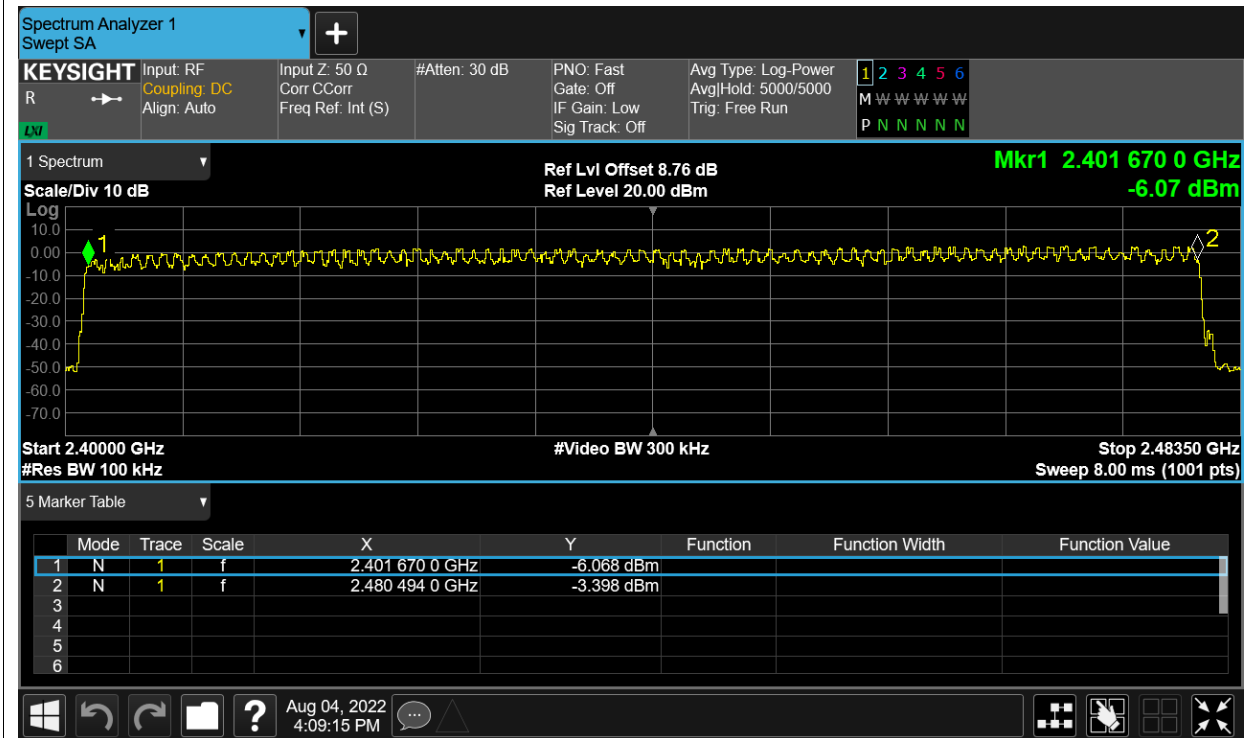 Spectrum Analyzer 1
Swept SA
+
KEYSIGHT Input: RF Input Z: 50 Ω #Atten: 30 dB PNO: Fast Avg Type: Log-Power 1 2 3 4 5 6
R Coupling: DC Corr CCorr Gate: Off Avg|Hold: 5000/5000 M W W W W W W
Align: Auto Freq Ref: Int (S) IF Gain: Low Trig: Free Run
LXI Sig Track: Off P N N N N N N
1 Spectrum
Ref Lvl Offset 8.76 dB Mkr1 2.401 670 0 GHz
Scale/Div 10 dB Ref Level 20.00 dBm -6.07 dBm
Log
10.0
1 2
0.00
-10.0
-20.0
-30.0
-40.0
-50.0
-60.0
-70.0
Start 2.40000 GHz #Video BW 300 kHz Stop 2.48350 GHz
#Res BW 100 kHz Sweep 8.00 ms (1001 pts)
5 Marker Table
Mode Trace Scale X Y Function Function Width Function Value
1 N 1 f 2.401 670 0 GHz -6.068 dBm
2 N 1 f 2.480 494 0 GHz -3.398 dBm
3
4
5
6
? Aug 04, 2022
4:09:15 PM